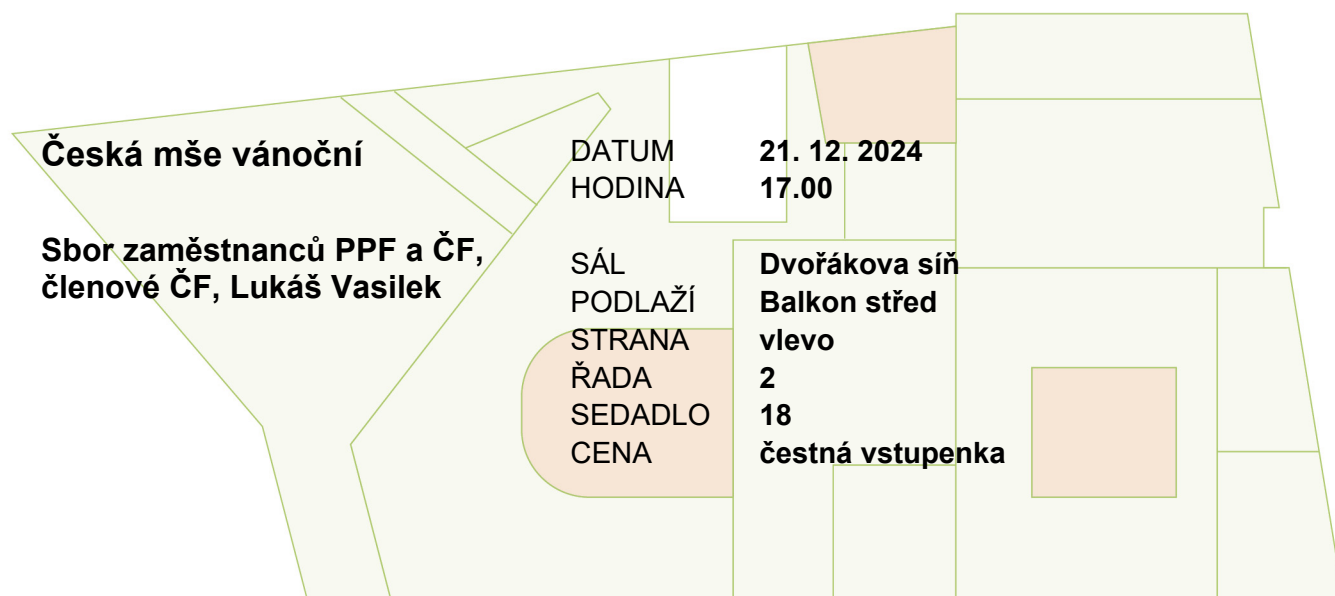 Česká mše vánoční
Sbor zaměstnanců PPF a ČF,
členové ČF, Lukáš Vasilek
DATUM 21. 12. 2024
HODINA 17.00
SÁL Dvořákova síň
PODLAŽÍ Balkon střed
STRANA vlevo
ŘADA 2
SEDADLO 18
CENA čestná vstupenka